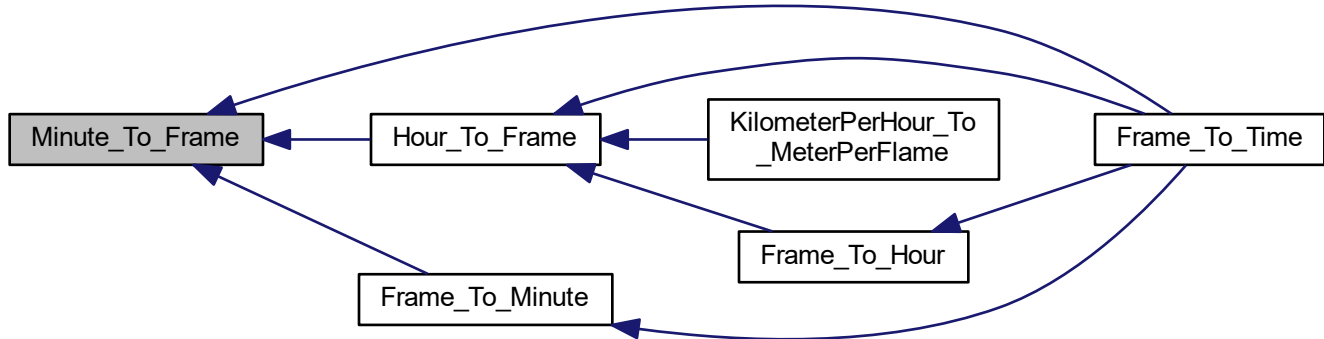 Minute_To_Frame
Hour_To_Frame
KilometerPerHour_To
_MeterPerFlame
Frame_To_Time
Frame_To_Hour
Frame_To_Minute